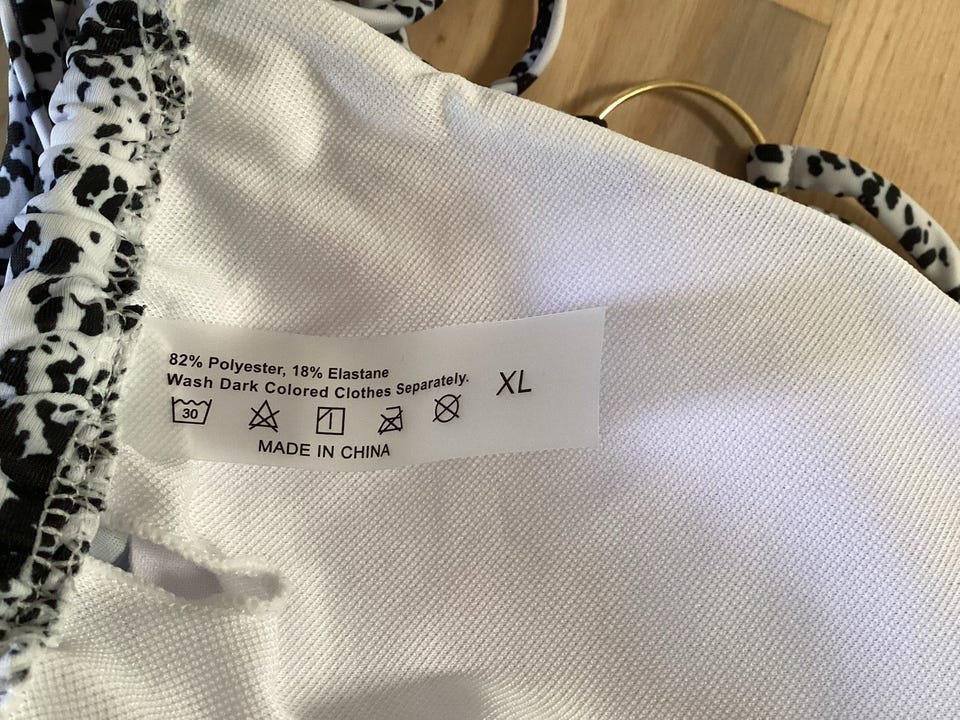 82% Polyester, 18% Elastane
Wash Dark Colored Clothes Separately.
XL
30
MADE IN CHINA